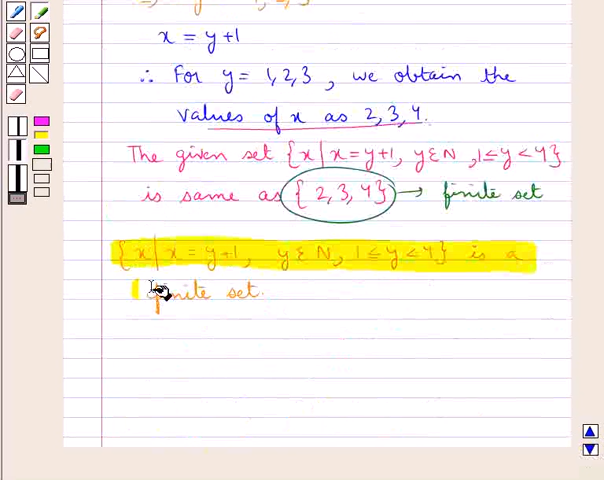 x = y+1
∴ For y = 1,2,3 , we obtain the
values of x as 2,3,4.
The given set {x | x = y+1, y ε N , 1 ≤ y < 4}
is same as { 2, 3, 4} → finite set
{ x | x = y+1, y ε N, 1 ≤ y < 4} is a
finite set.